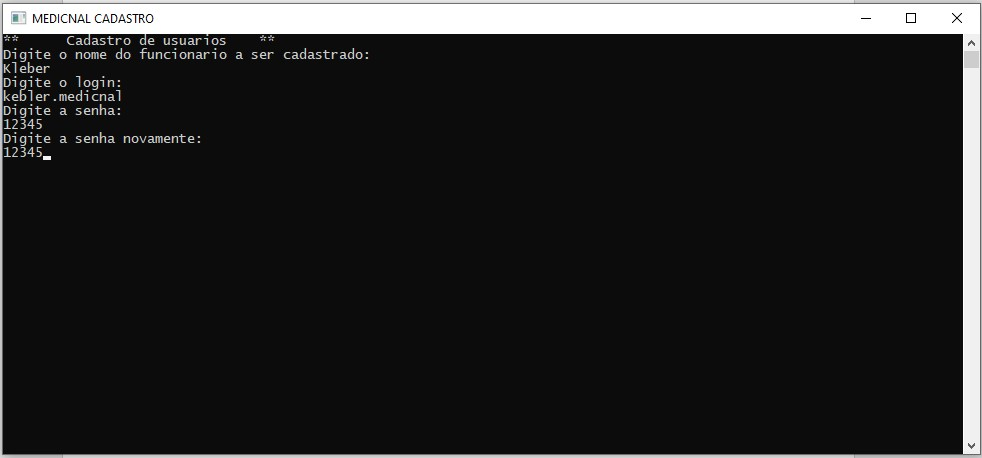 MEDICNAL CADASTRO
**      Cadastro de usuarios    **
Digite o nome do funcionario a ser cadastrado:
Kleber
Digite o login:
kebler.medicnal
Digite a senha:
12345
Digite a senha novamente:
12345